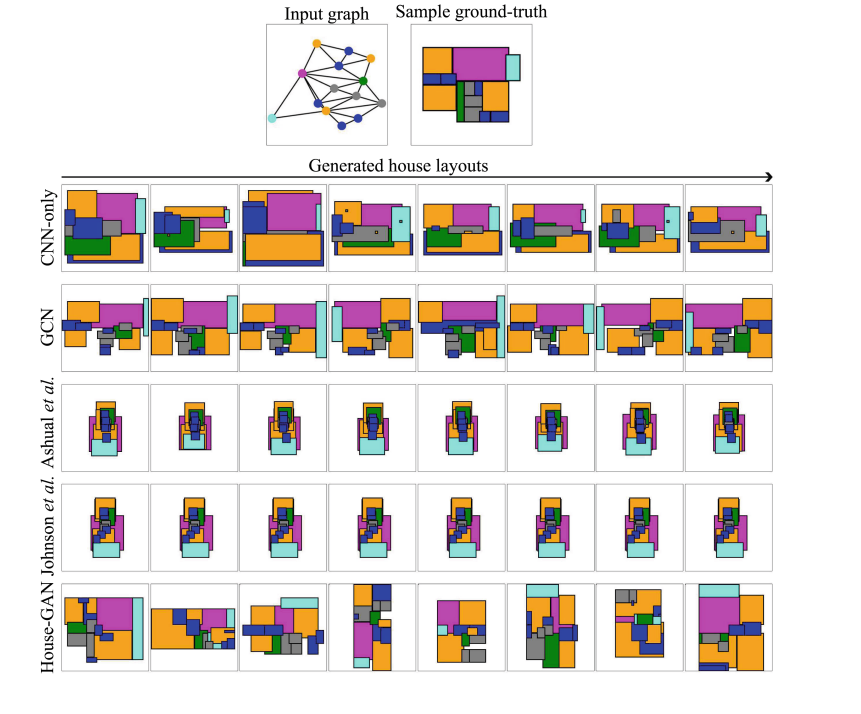 Input graph
Sample ground-truth
Generated house layouts
CNN-only
GCN
Ashual et al.
Johnson et al.
House-GAN